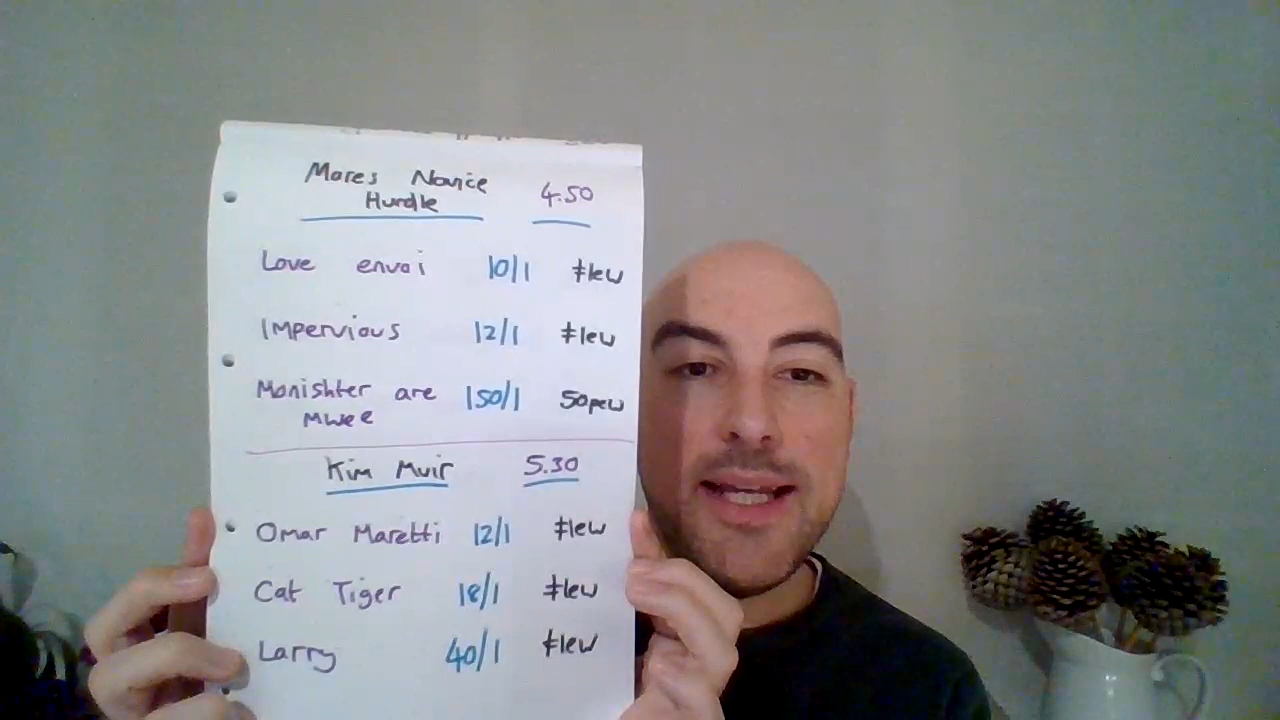 Mares Novice 4.50
Hurdle
Love envoi 10/1 £1ew
Impervious 12/1 £1ew
Monishter are 150/1 50pew
Mwee
Kim Muir 5.30
Omar Maretti 12/1 £1ew
Cat Tiger 18/1 £1ew
Larry 40/1 £1ew